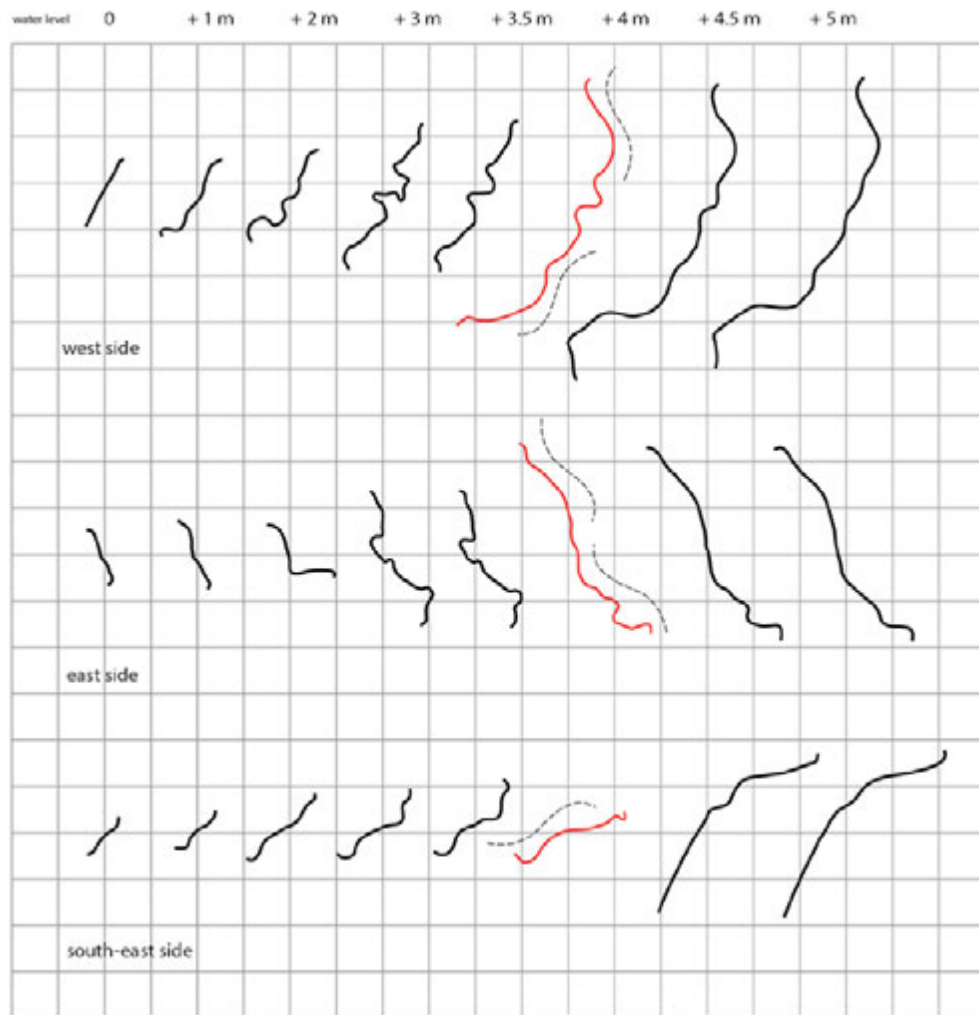 water level 0 + 1 m + 2 m + 3 m + 3.5 m + 4 m + 4.5 m + 5 m
west side
east side
south-east side